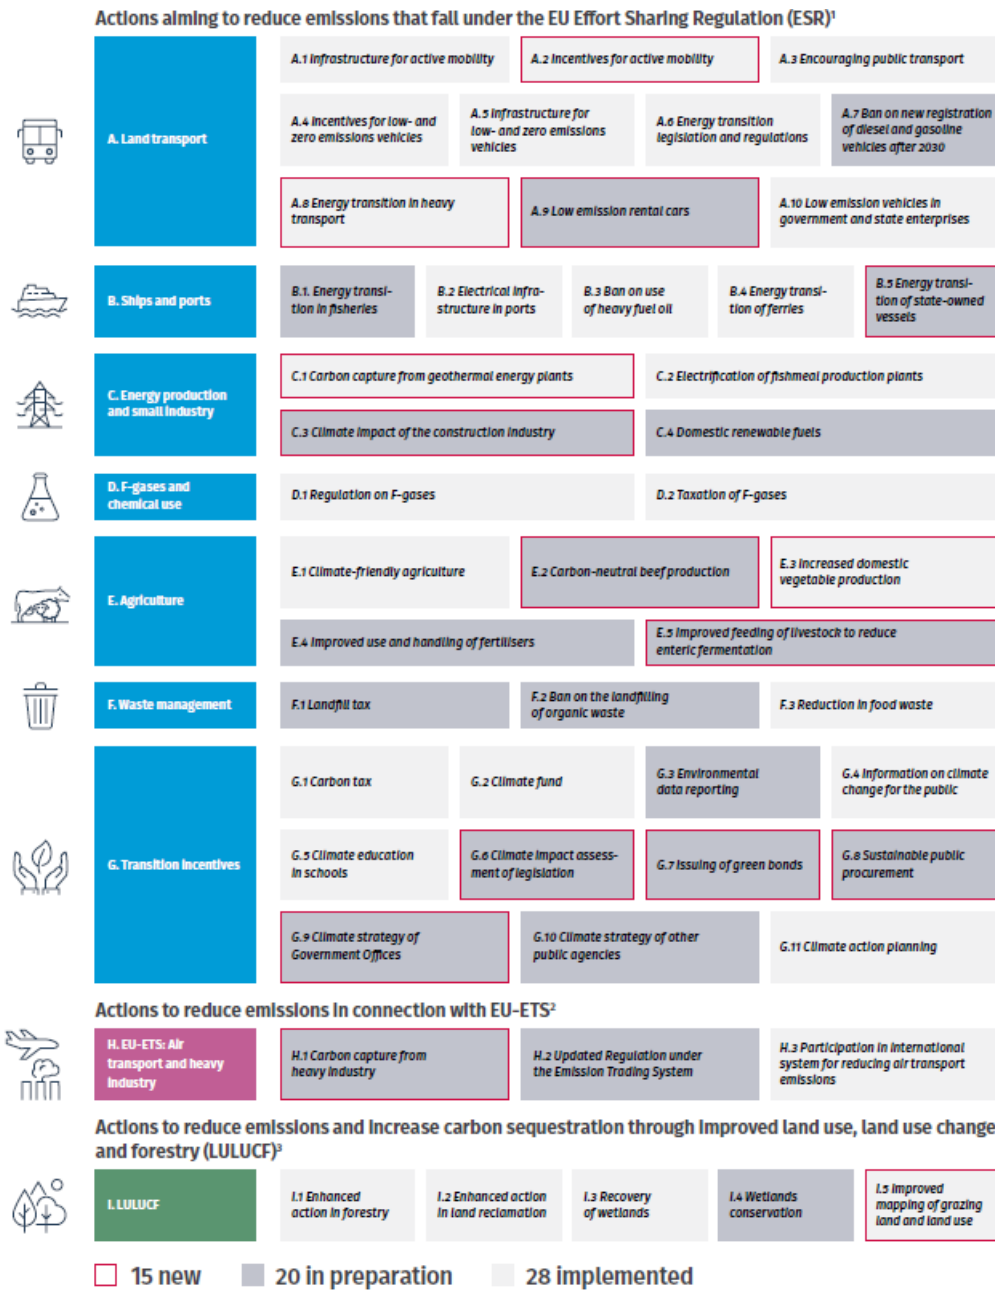 Actions aiming to reduce emissions that fall under the EU Effort Sharing Regulation (ESR)¹
A. Land transport
A.1 Infrastructure for active mobility
A.2 Incentives for active mobility
A.3 Encouraging public transport
A.4 Incentives for low- and
zero emissions vehicles
A.5 Infrastructure for
low- and zero emissions
vehicles
A.6 Energy transition
legislation and regulations
A.7 Ban on new registration
of diesel and gasoline
vehicles after 2030
A.8 Energy transition in heavy
transport
A.9 Low emission rental cars
A.10 Low emission vehicles in
government and state enterprises
B. Ships and ports
B.1. Energy transi-
tion in fisheries
B.2 Electrical infra-
structure in ports
B.3 Ban on use
of heavy fuel oil
B.4 Energy transi-
tion of ferries
B.5 Energy transi-
tion of state-owned
vessels
C. Energy production
and small industry
C.1 Carbon capture from geothermal energy plants
C.2 Electrification of fishmeal production plants
C.3 Climate impact of the construction industry
C.4 Domestic renewable fuels
D. F-gases and
chemical use
D.1 Regulation on F-gases
D.2 Taxation of F-gases
E. Agriculture
E.1 Climate-friendly agriculture
E.2 Carbon-neutral beef production
E.3 Increased domestic
vegetable production
E.4 Improved use and handling of fertilisers
E.5 Improved feeding of livestock to reduce
enteric fermentation
F. Waste management
F.1 Landfill tax
F.2 Ban on the landfilling
of organic waste
F.3 Reduction in food waste
G. Transition incentives
G.1 Carbon tax
G.2 Climate fund
G.3 Environmental
data reporting
G.4 Information on climate
change for the public
G.5 Climate education
in schools
G.6 Climate impact assess-
ment of legislation
G.7 Issuing of green bonds
G.8 Sustainable public
procurement
G.9 Climate strategy of
Government Offices
G.10 Climate strategy of other
public agencies
G.11 Climate action planning
Actions to reduce emissions in connection with EU-ETS²
H. EU-ETS: Air
transport and heavy
industry
H.1 Carbon capture from
heavy industry
H.2 Updated Regulation under
the Emission Trading System
H.3 Participation in international
system for reducing air transport
emissions
Actions to reduce emissions and increase carbon sequestration through improved land use, land use change
and forestry (LULUCF)³
I. LULUCF
I.1 Enhanced
action in forestry
I.2 Enhanced action
in land reclamation
I.3 Recovery
of wetlands
I.4 Wetlands
conservation
I.5 Improved
mapping of grazing
land and land use
15 new
20 in preparation
28 implemented